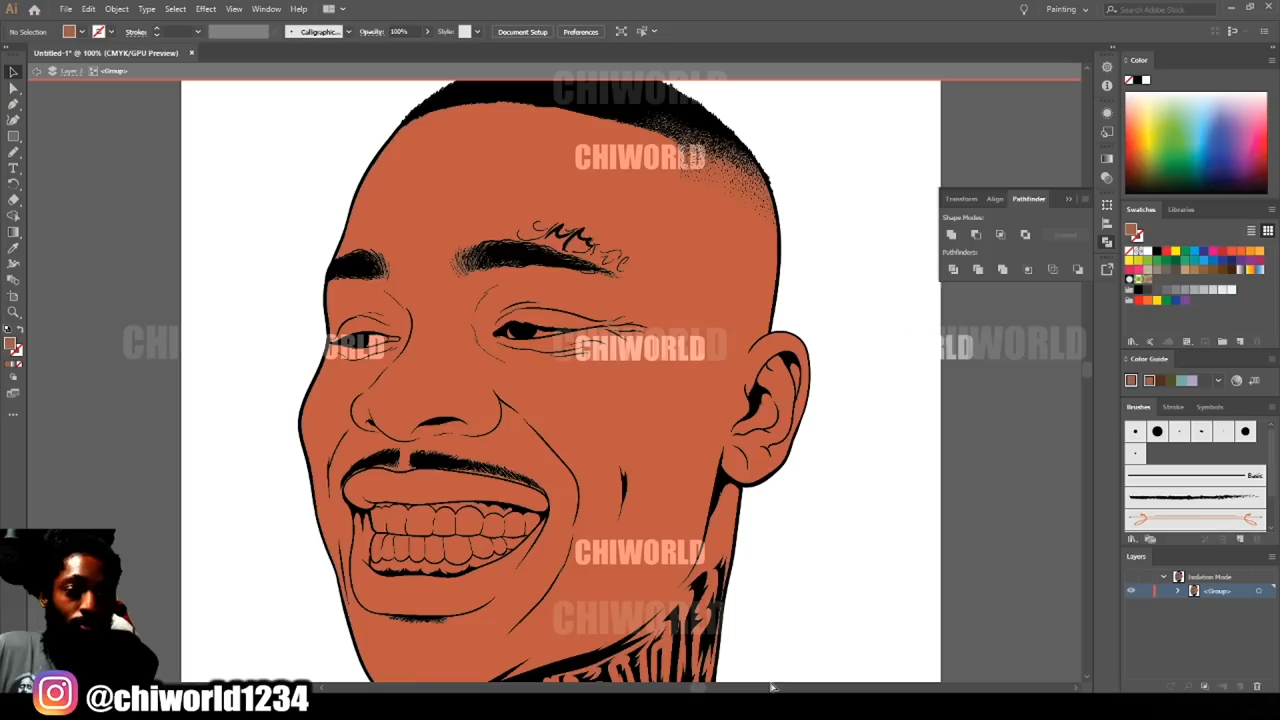 Ai File Edit Object Type Select Effect View Window Help Painting Search Adobe Stock
No Selection Stroke: Calligraphic... Opacity: 100% Style: Document Setup Preferences
Untitled-1* @ 100% (CMYK/GPU Preview) ×
Layer 2 <Group>
Color
CHIWORLD
CHIWORLD
Transform Align Pathfinder
Shape Modes:
Expand
Pathfinders:
Swatches Libraries
CHIWORLD
CHIWORLD
CHIWORLD
Color Guide
Brushes Stroke Symbols
Basic
CHIWORLD
CHIWORLD
Layers
Isolation Mode
<Group>
@chiworld1234